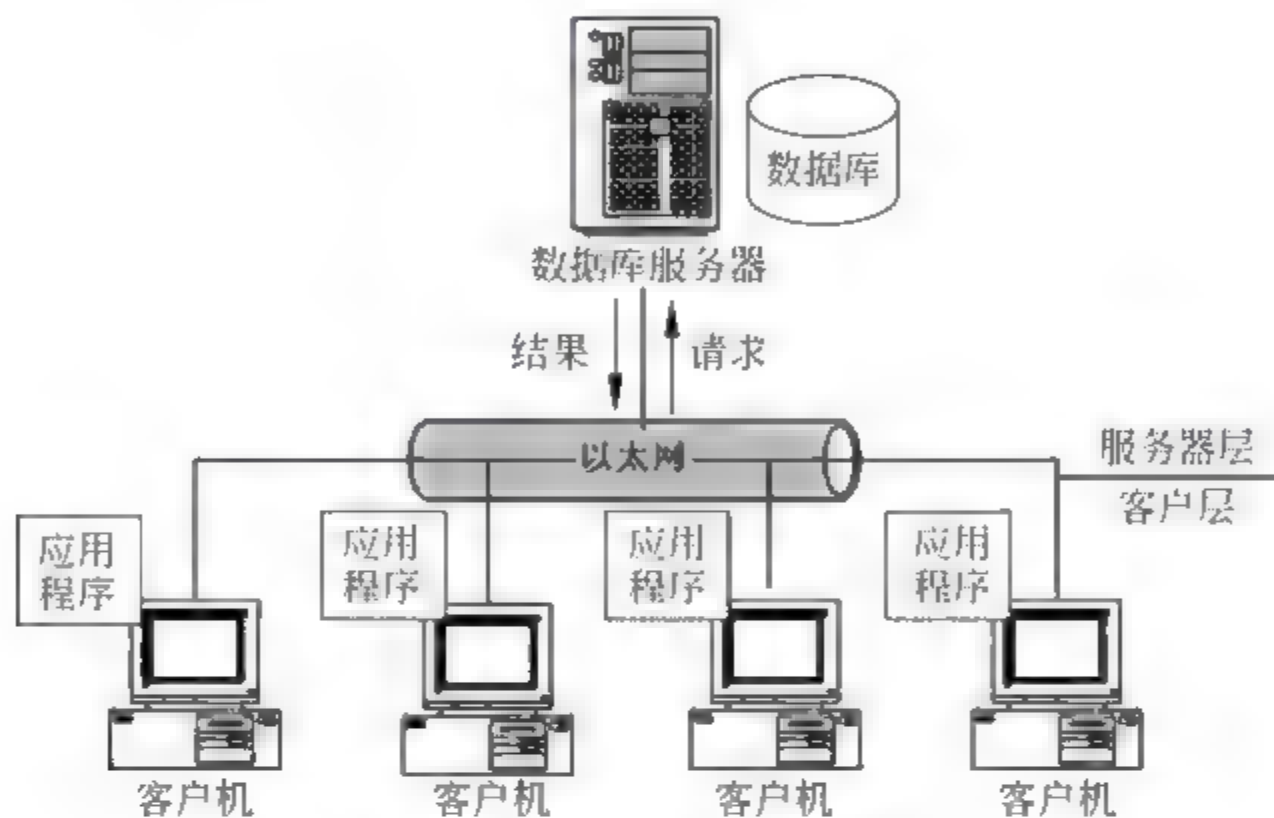 数据库
数据库服务器
结果
请求
以太网
服务器层
客户层
应用
程序
应用
程序
应用
程序
应用
程序
客户机
客户机
客户机
客户机